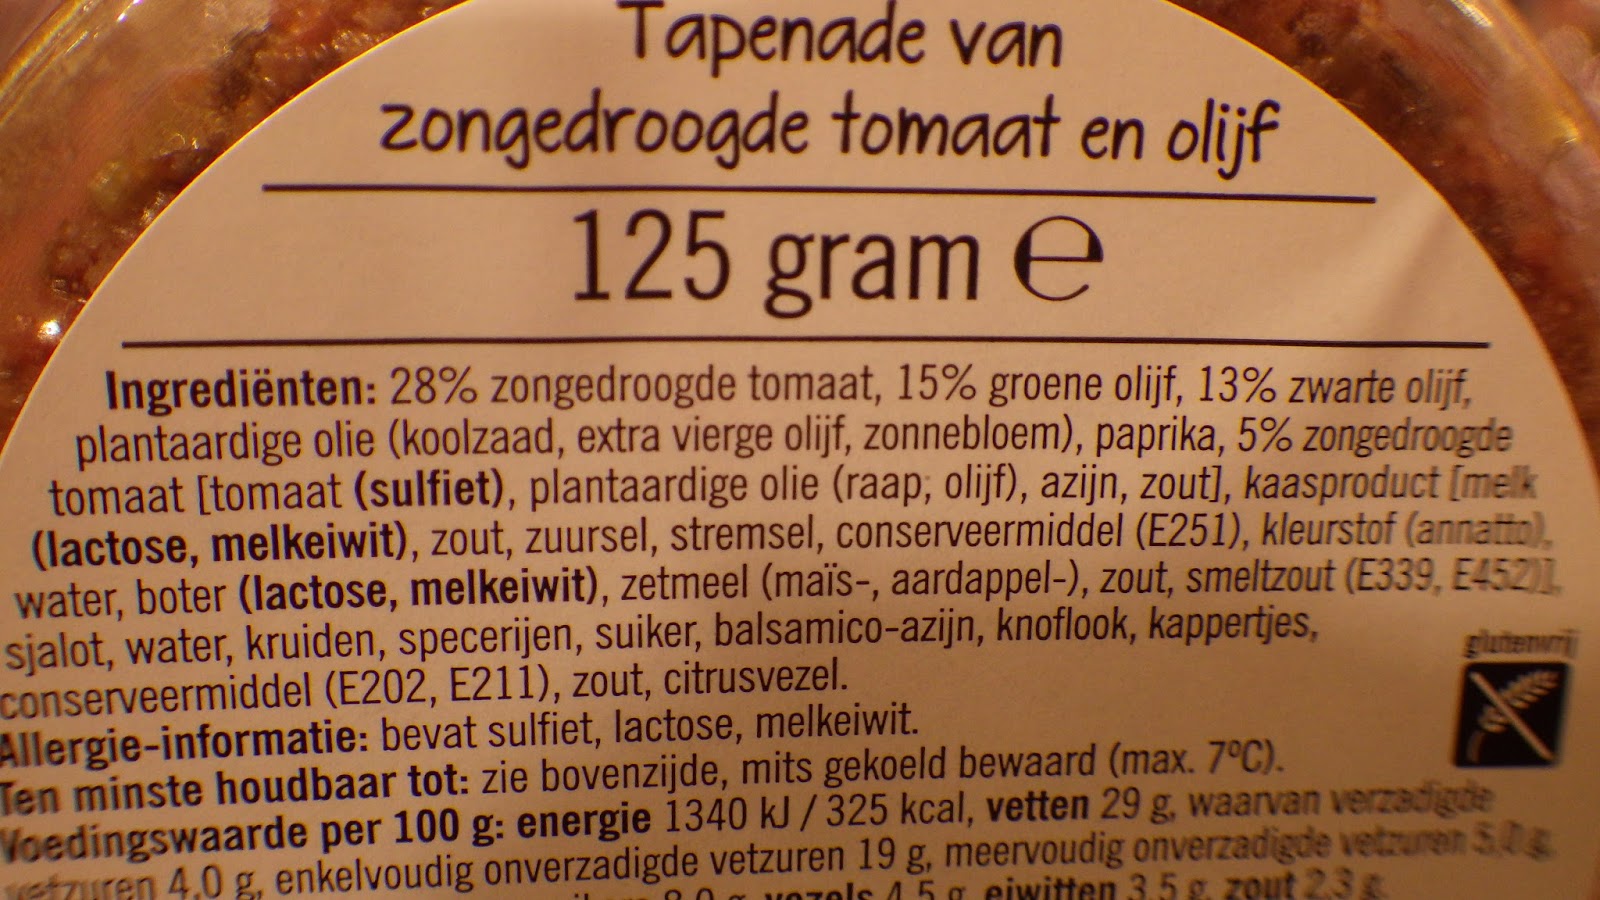 Tapenade van
zongedroogde tomaat en olijf
125 gram e
Ingrediënten: 28% zongedroogde tomaat, 15% groene olijf, 13% zwarte olijf,
plantaardige olie (koolzaad, extra vierge olijf, zonnebloem), paprika, 5% zongedroogde
tomaat [tomaat (sulfiet), plantaardige olie (raap, olijf), azijn, zout], kaasproduct [melk
(lactose, melkeiwit), zout, zuursel, stremsel, conserveermiddel (E251), kleurstof (annatto),
water, boter (lactose, melkeiwit), zetmeel (maïs-, aardappel-), zout, smeltzout (E339, E452)],
sjalot, water, kruiden, specerijen, suiker, balsamico-azijn, knoflook, kappertjes,
conserveermiddel (E202, E211), zout, citrusvezel.
glutenvrij
Allergie-informatie: bevat sulfiet, lactose, melkeiwit.
Ten minste houdbaar tot: zie bovenzijde, mits gekoeld bewaard (max. 7ºC).
Voedingswaarde per 100 g: energie 1340 kJ / 325 kcal, vetten 29 g, waarvan verzadigde
vetzuren 4,0 g, enkelvoudig onverzadigde vetzuren 19 g, meervoudig onverzadigde vetzuren 5,0 g,
8,0 g, vezels 4,5 g, eiwitten 3,5 g, zout 2,3 g.